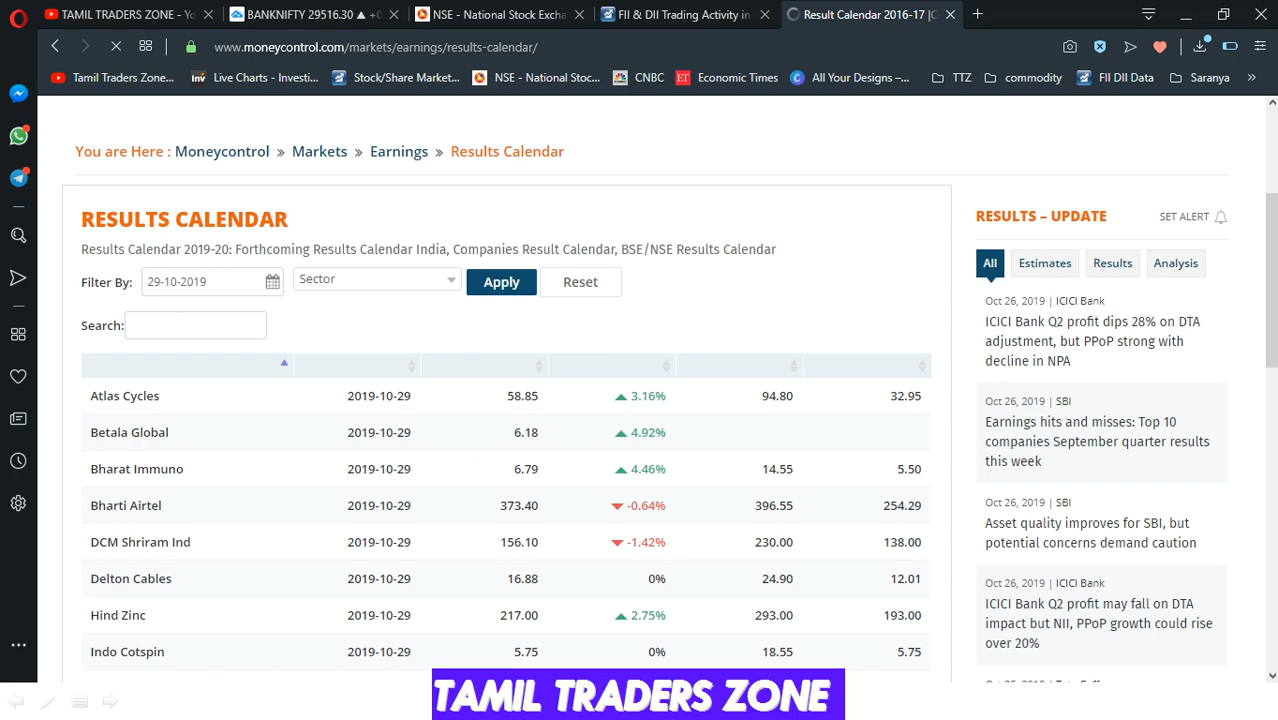 TAMIL TRADERS ZONE - Yo
BANKNIFTY 29516.30 ▲ +0
NSE - National Stock Excha
FII & DII Trading Activity in
Result Calendar 2016-17 | C
www.moneycontrol.com/markets/earnings/results-calendar/
Tamil Traders Zone...
Live Charts - Investi...
Stock/Share Market...
NSE - National Stoc...
CNBC
ET Economic Times
C All Your Designs –...
TTZ
commodity
FII DII Data
Saranya
»
You are Here : Moneycontrol » Markets » Earnings » Results Calendar
RESULTS CALENDAR
Results Calendar 2019-20: Forthcoming Results Calendar India, Companies Result Calendar, BSE/NSE Results Calendar
Filter By: 29-10-2019 Sector Apply Reset
Search:
Atlas Cycles 2019-10-29 58.85 ▲ 3.16% 94.80 32.95
Betala Global 2019-10-29 6.18 ▲ 4.92%
Bharat Immuno 2019-10-29 6.79 ▲ 4.46% 14.55 5.50
Bharti Airtel 2019-10-29 373.40 ▼ -0.64% 396.55 254.29
DCM Shriram Ind 2019-10-29 156.10 ▼ -1.42% 230.00 138.00
Delton Cables 2019-10-29 16.88 0% 24.90 12.01
Hind Zinc 2019-10-29 217.00 ▲ 2.75% 293.00 193.00
Indo Cotspin 2019-10-29 5.75 0% 18.55 5.75
RESULTS – UPDATE SET ALERT
All Estimates Results Analysis
Oct 26, 2019 | ICICI Bank
ICICI Bank Q2 profit dips 28% on DTA
adjustment, but PPoP strong with
decline in NPA
Oct 26, 2019 | SBI
Earnings hits and misses: Top 10
companies September quarter results
this week
Oct 26, 2019 | SBI
Asset quality improves for SBI, but
potential concerns demand caution
Oct 26, 2019 | ICICI Bank
ICICI Bank Q2 profit may fall on DTA
impact but NII, PPoP growth could rise
over 20%
TAMIL TRADERS ZONE